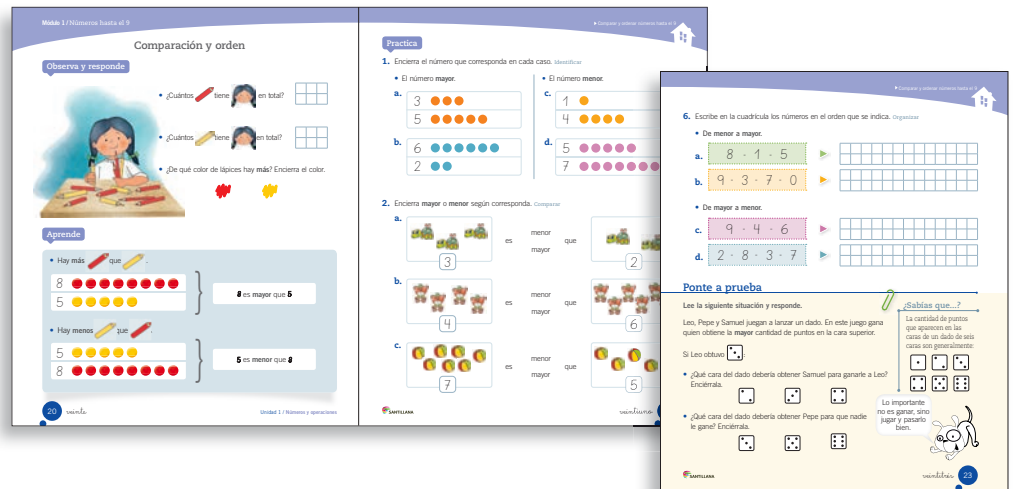 Módulo 1 / Números hasta el 9
Comparación y orden
Observa y responde
• ¿Cuántos tiene en total?
• ¿Cuántos tiene en total?
• ¿De qué color de lápices hay más? Encierra el color.
Aprende
• Hay más que .
8
5
8 es mayor que 5
• Hay menos que .
5
8
5 es menor que 8
20 veinte
Unidad 1 / Números y operaciones
▶ Comparar y ordenar números hasta el 9
Practica
1. Encierra el número que corresponda en cada caso. Identificar
• El número mayor.
a. 3
5
b. 6
2
• El número menor.
c. 1
4
d. 5
7
2. Encierra mayor o menor según corresponda. Comparar
a.
3 es menor mayor que 2
b.
4 es menor mayor que 6
c.
7 es menor mayor que 5
SANTILLANA
veintiuno
▶ Comparar y ordenar números hasta el 9
6. Escribe en la cuadrícula los números en el orden que se indica. Organizar
• De menor a mayor.
a. 8 · 1 · 5
b. 9 · 3 · 7 · 0
• De mayor a menor.
c. 9 · 4 · 6
d. 2 · 8 · 3 · 7
Ponte a prueba
Lee la siguiente situación y responde.
Leo, Pepe y Samuel juegan a lanzar un dado. En este juego gana
quien obtiene la mayor cantidad de puntos en la cara superior.
Si Leo obtuvo :
• ¿Qué cara del dado debería obtener Samuel para ganarle a Leo?
Enciérrala.
• ¿Qué cara del dado debería obtener Pepe para que nadie
le gane? Enciérrala.
¿Sabías que...?
La cantidad de puntos
que aparecen en las
caras de un dado de seis
caras son generalmente:
Lo importante
no es ganar, sino
jugar y pasarlo
bien.
SANTILLANA
veintitrés 23